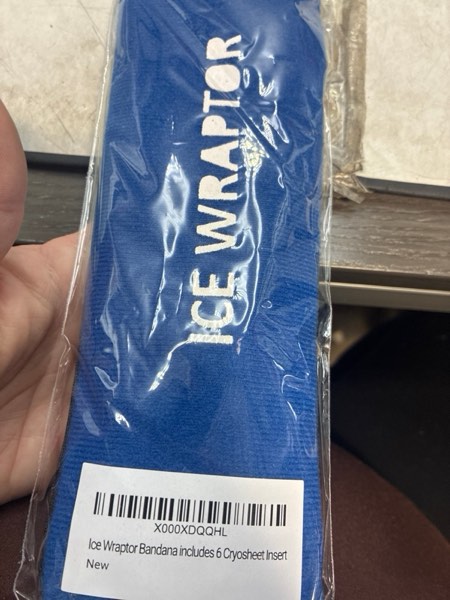 ICE WRAPTOR
X000XDQQHL
Ice Wraptor Bandana includes 6 Cryosheet Insert
New